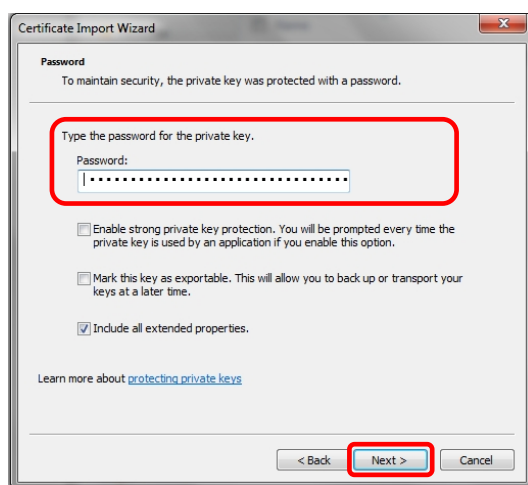 Certificate Import Wizard
Password
To maintain security, the private key was protected with a password.
Type the password for the private key.
Password:
Enable strong private key protection. You will be prompted every time the
private key is used by an application if you enable this option.
Mark this key as exportable. This will allow you to back up or transport your
keys at a later time.
Include all extended properties.
Learn more about protecting private keys
< Back Next > Cancel